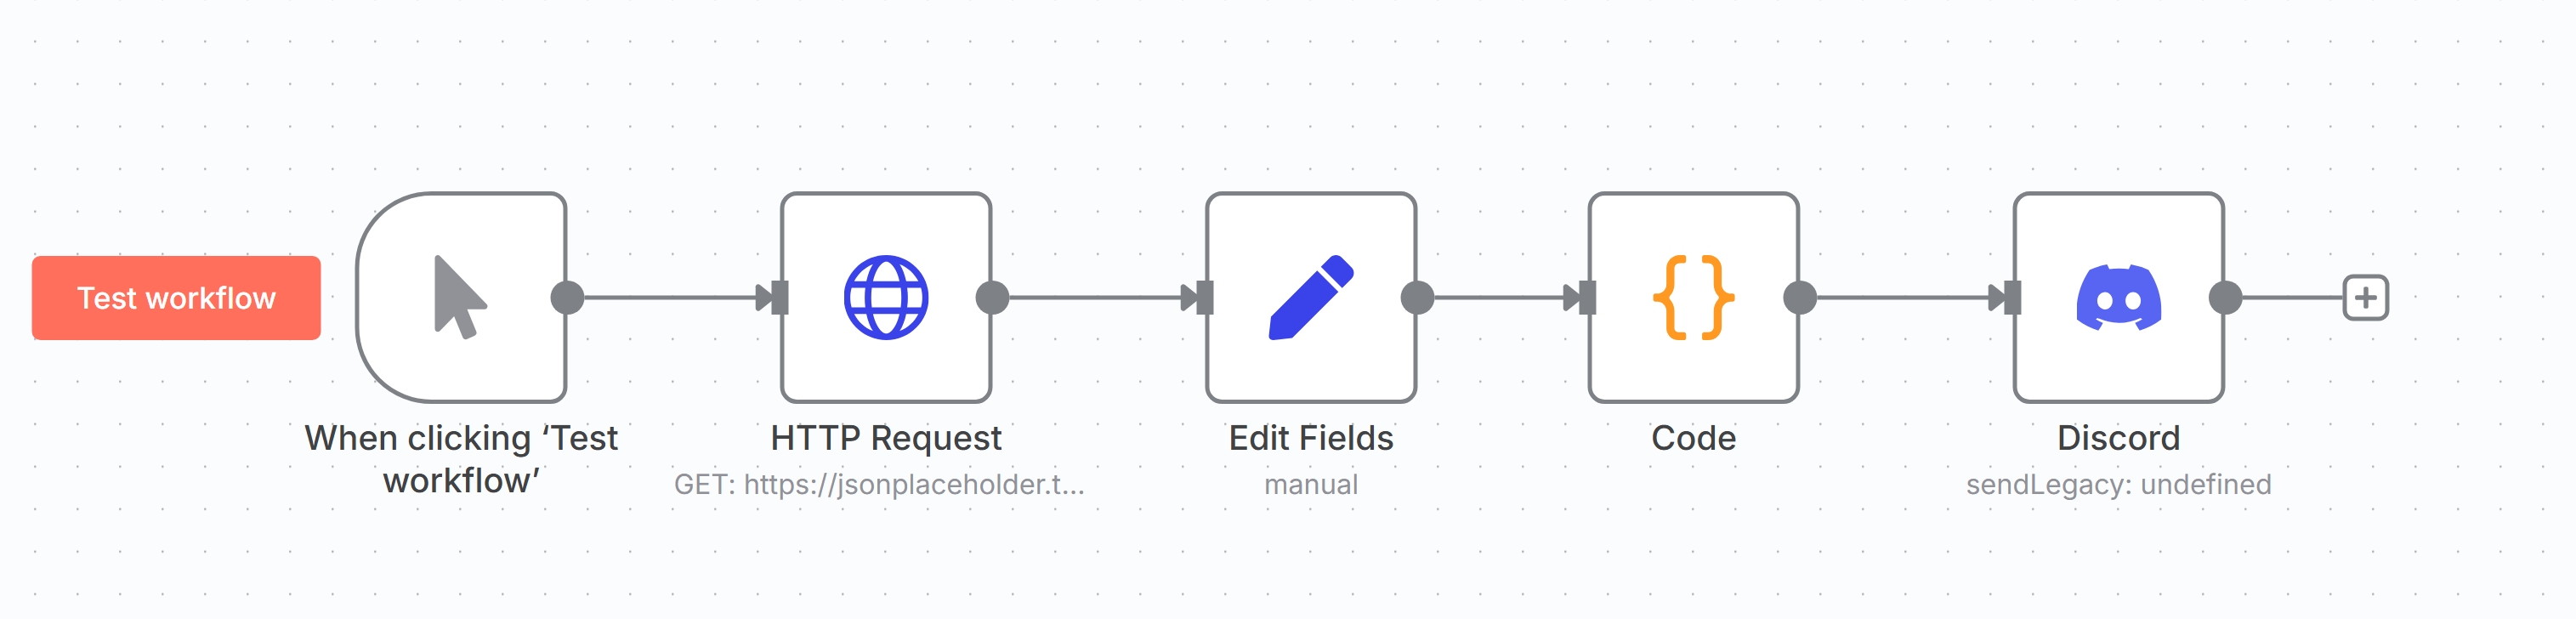 Test workflow
When clicking ‘Test
workflow’
HTTP Request
GET: https://jsonplaceholder.t...
Edit Fields
manual
Code
Discord
sendLegacy: undefined